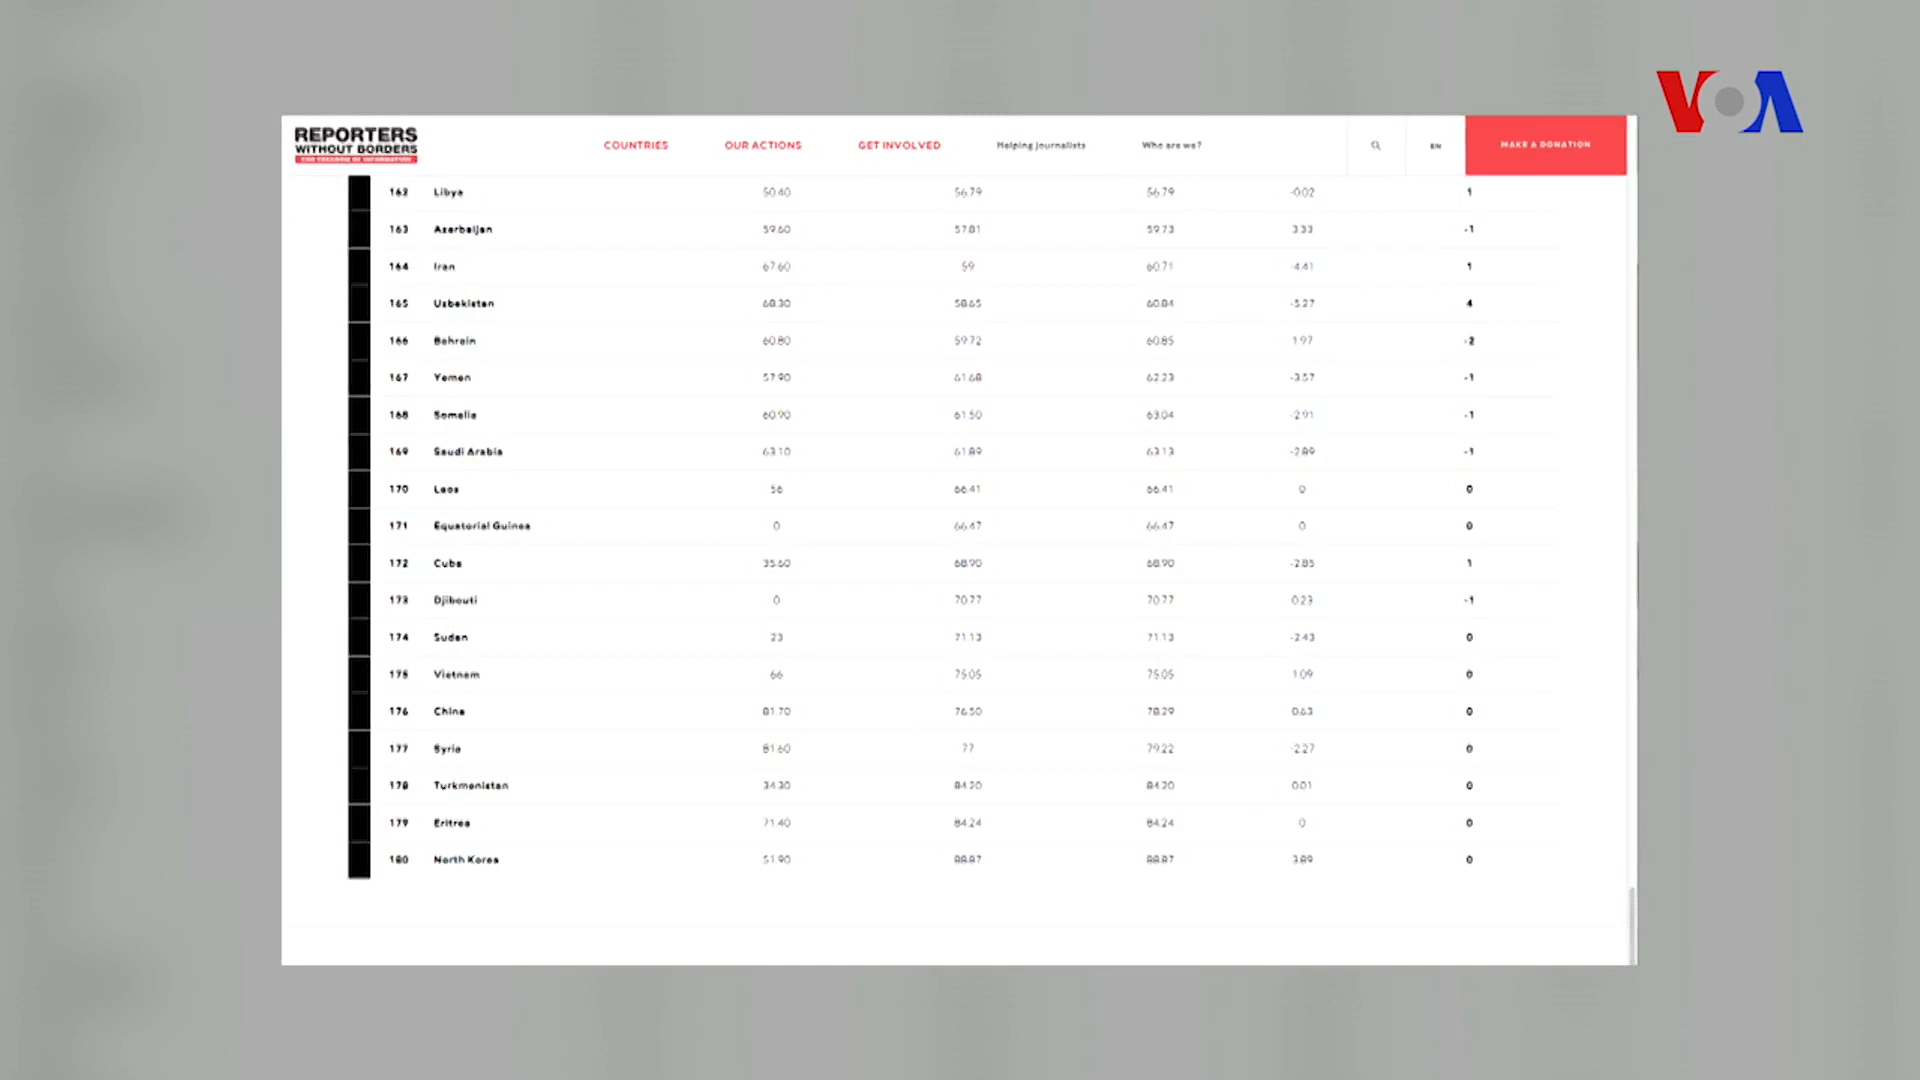 VOA
REPORTERS
WITHOUT BORDERS
FOR FREEDOM OF INFORMATION
COUNTRIES OUR ACTIONS GET INVOLVED Helping journalists Who are we? EN MAKE A DONATION
162 Libya 50.40 56.79 56.79 -0.02 1
163 Azerbaijan 59.60 57.81 59.73 3.33 -1
164 Iran 67.60 59 60.71 -4.41 1
165 Uzbekistan 68.30 58.65 60.84 -5.27 4
166 Bahrain 60.80 59.72 60.85 1.97 -2
167 Yemen 57.90 61.68 62.23 -3.57 -1
168 Somalia 60.90 61.50 63.04 -2.91 -1
169 Saudi Arabia 63.10 61.89 63.13 -2.89 -1
170 Laos 56 66.41 66.41 0 0
171 Equatorial Guinea 0 66.47 66.47 0 0
172 Cuba 35.60 68.90 68.90 -2.85 1
173 Djibouti 0 70.77 70.77 0.23 -1
174 Sudan 23 71.13 71.13 -2.43 0
175 Vietnam 66 75.05 75.05 1.09 0
176 China 81.70 76.50 78.29 0.63 0
177 Syria 81.60 77 79.22 -2.27 0
178 Turkmenistan 34.30 84.20 84.20 0.01 0
179 Eritrea 71.40 84.24 84.24 0 0
180 North Korea 51.90 88.87 88.87 3.89 0